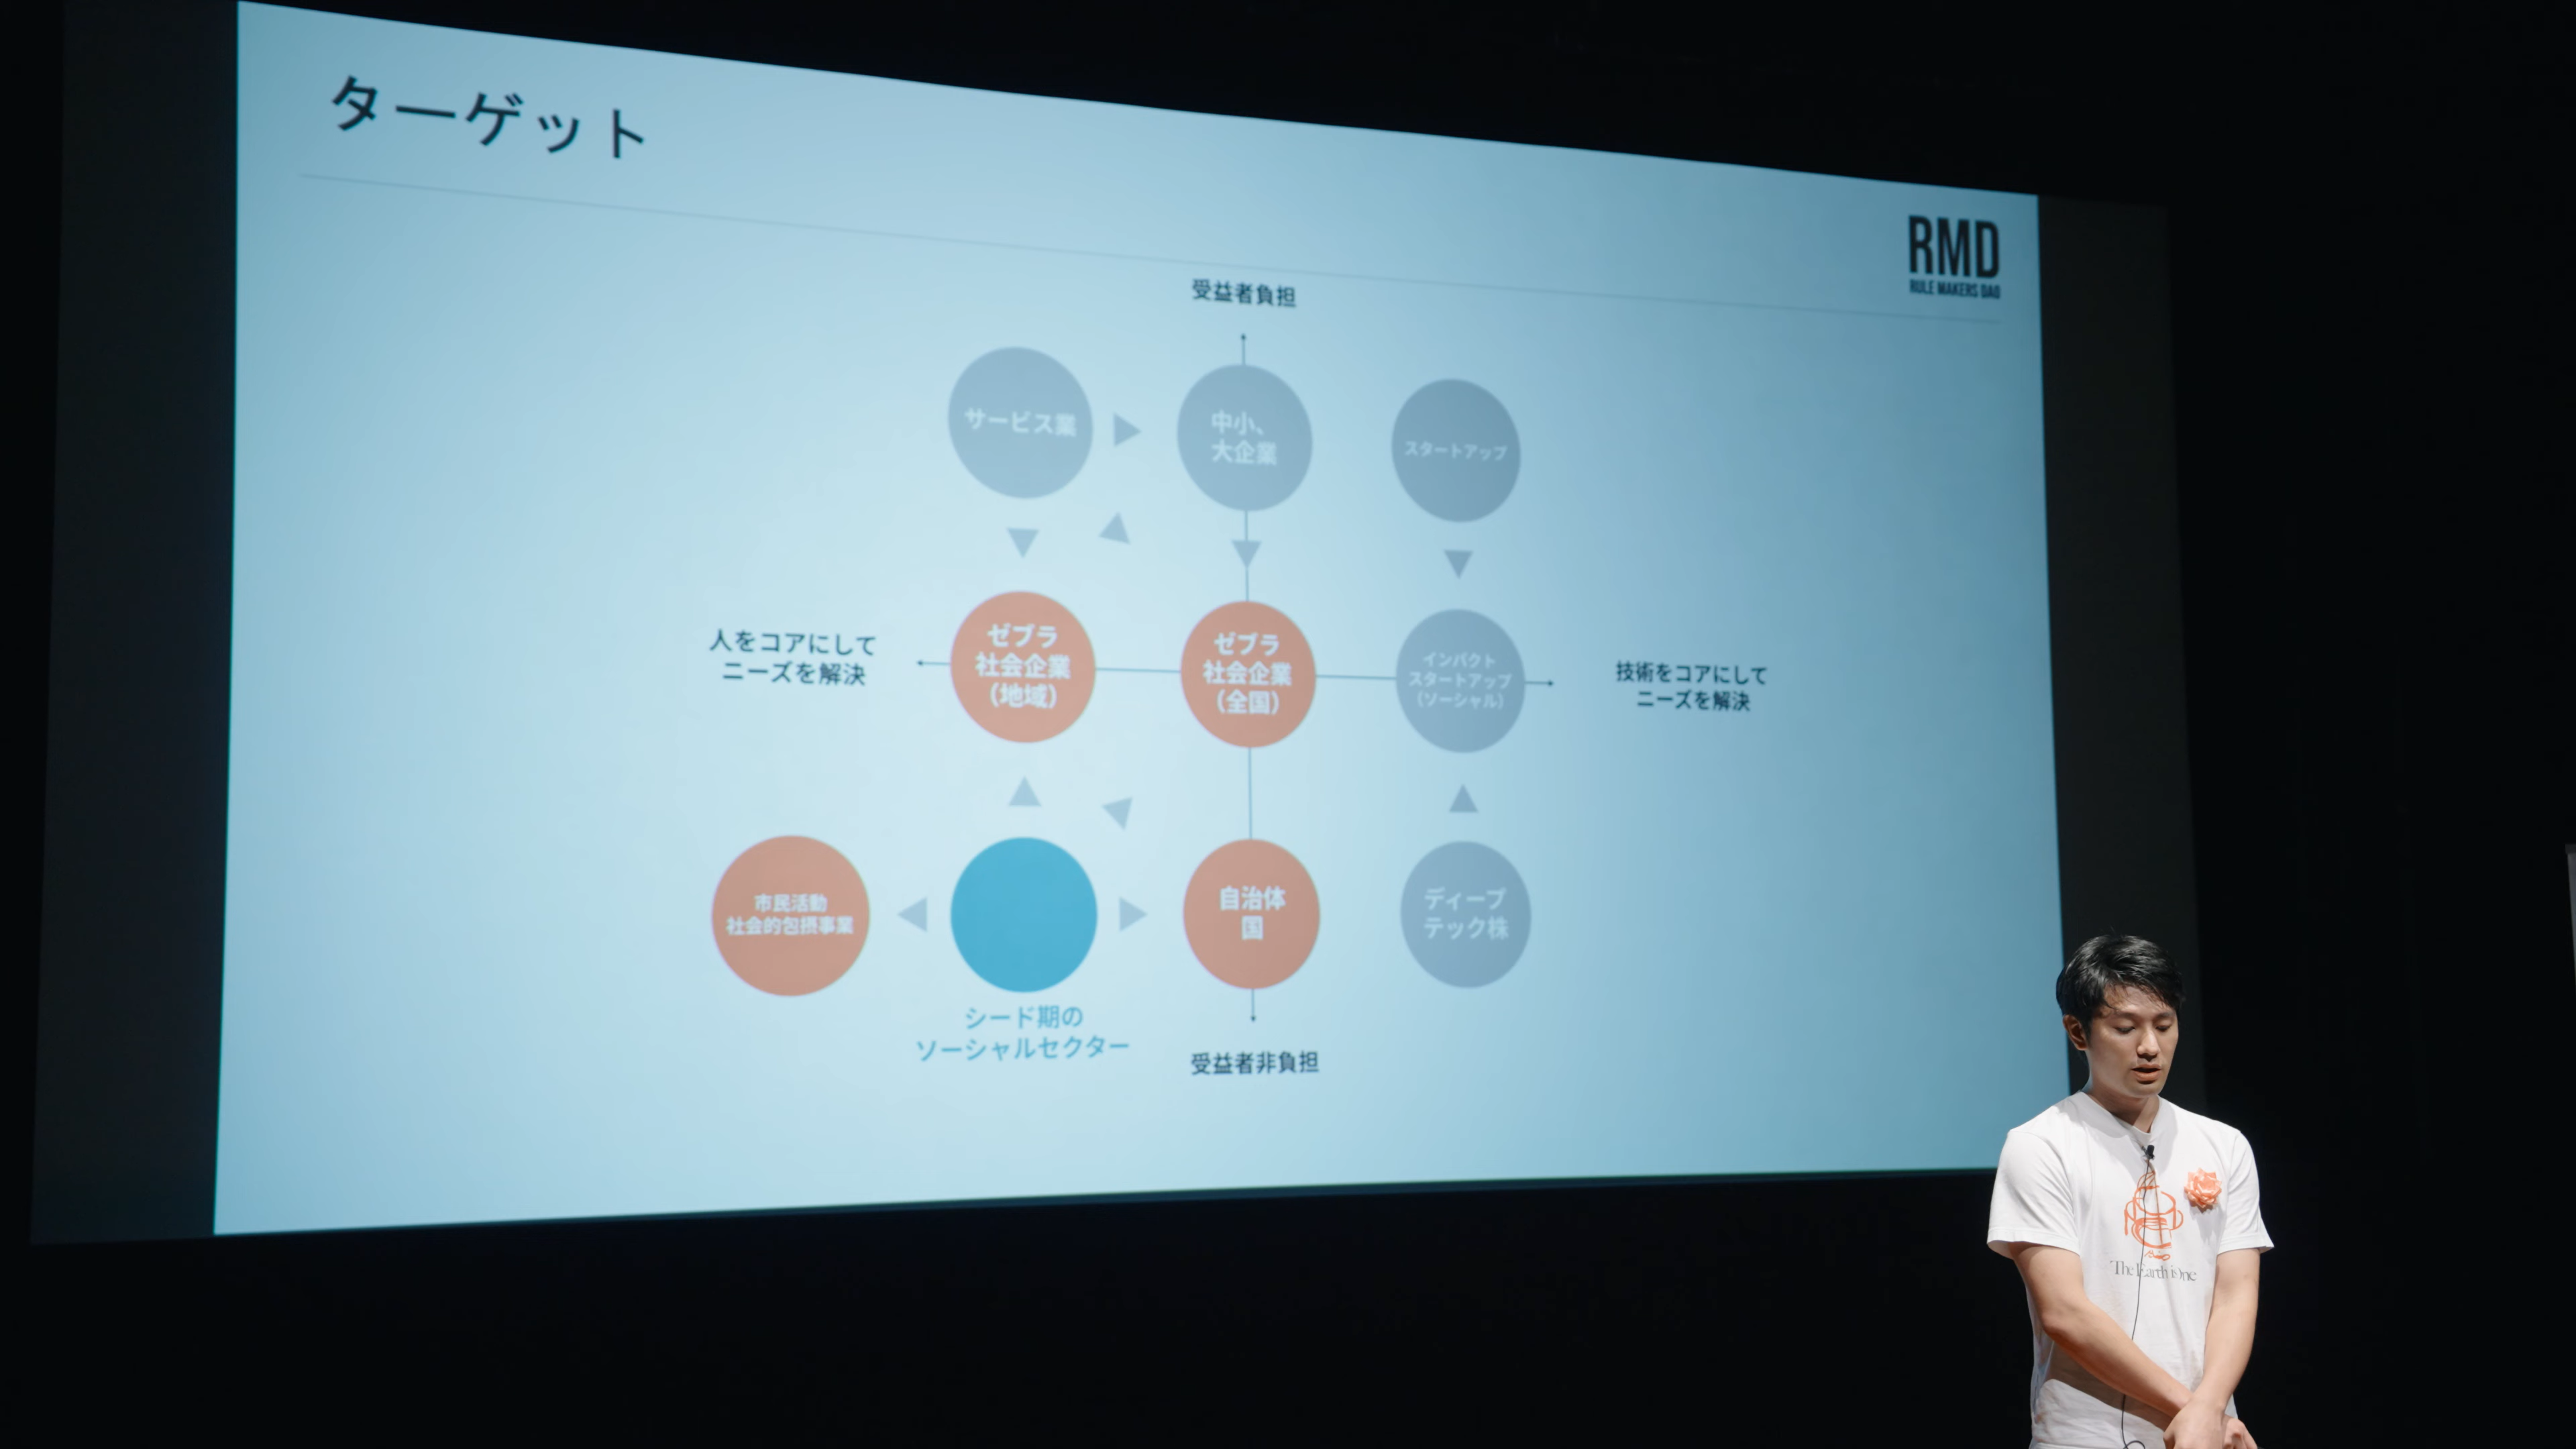 ターゲット
RMD
RULE MAKERS DAO
受益者負担
サービス業
中小、
大企業
スタートアップ
人をコアにして
ニーズを解決
ゼブラ
社会企業
（地域）
ゼブラ
社会企業
（全国）
インパクト
スタートアップ
（ソーシャル）
技術をコアにして
ニーズを解決
市民活動
社会的包摂事業
自治体
国
ディープ
テック株
シード期の
ソーシャルセクター
受益者非負担
The Earth is One